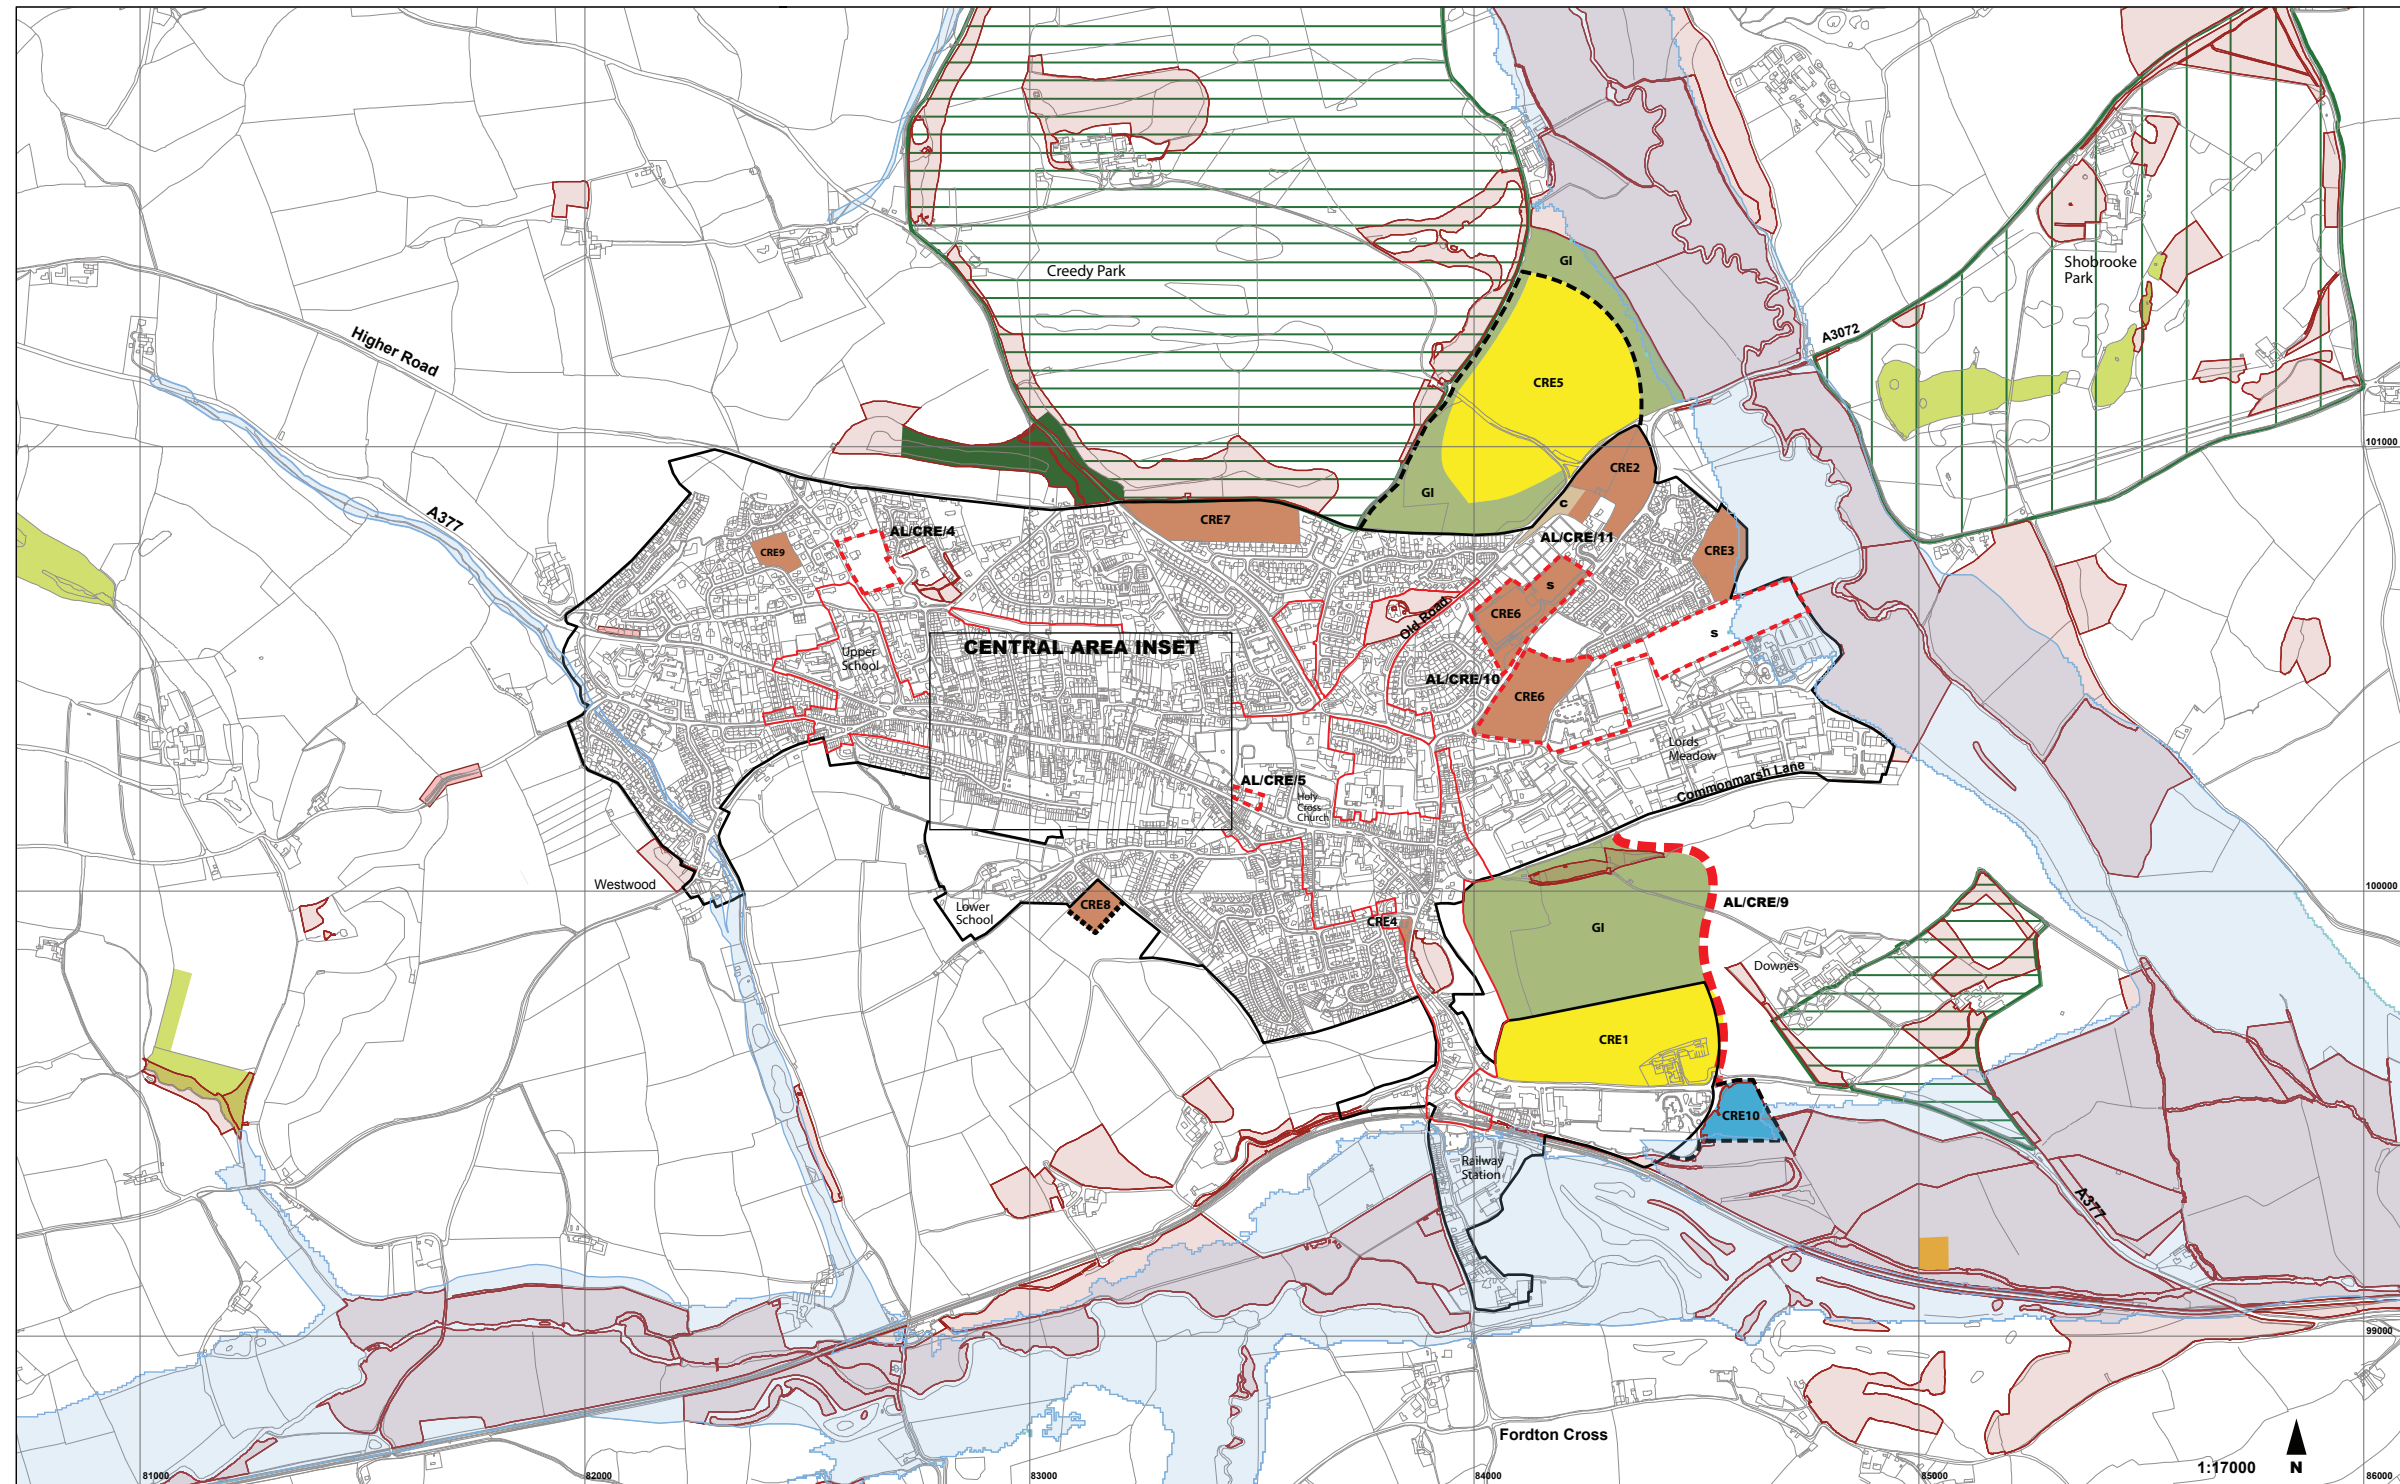 GI
Creedy Park
Shobrooke
Park
A3072
Higher Road
CRE5
101000
CRE2
GI
A377
C
CRE7
AL/CRE/4
AL/CRE/11
CRE9
CRE3
S
Old Road
CRE6
S
CENTRAL AREA INSET
Upper
School
AL/CRE/10
CRE6
Lords
Meadow
Commonmarsh Lane
AL/CRE/5
Holy
Cross
Church
Westwood
100000
Lower
School
CRE8
CRE4
AL/CRE/9
GI
Downes
CRE1
CRE10
Railway
Station
A377
99000
Fordton Cross
1:17000
N
81000
82000
83000
84000
85000
86000